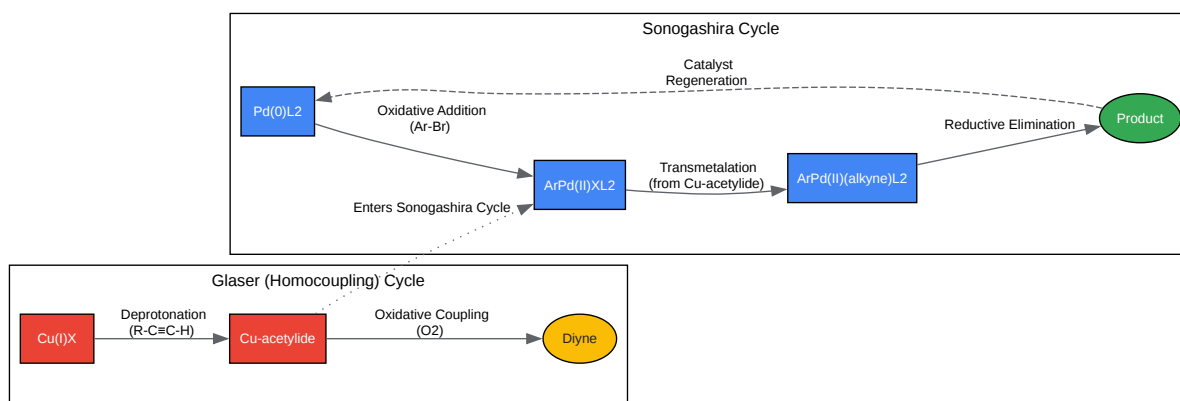 Sonogashira Cycle
Catalyst
Regeneration
Pd(0)L2
Oxidative Addition
(Ar-Br)
Product
Reductive Elimination
ArPd(II)XL2
Transmetalation
(from Cu-acetylide)
ArPd(II)(alkyne)L2
Enters Sonogashira Cycle
Glaser (Homocoupling) Cycle
Cu(I)X
Deprotonation
(R-C≡C-H)
Cu-acetylide
Oxidative Coupling
(O2)
Diyne